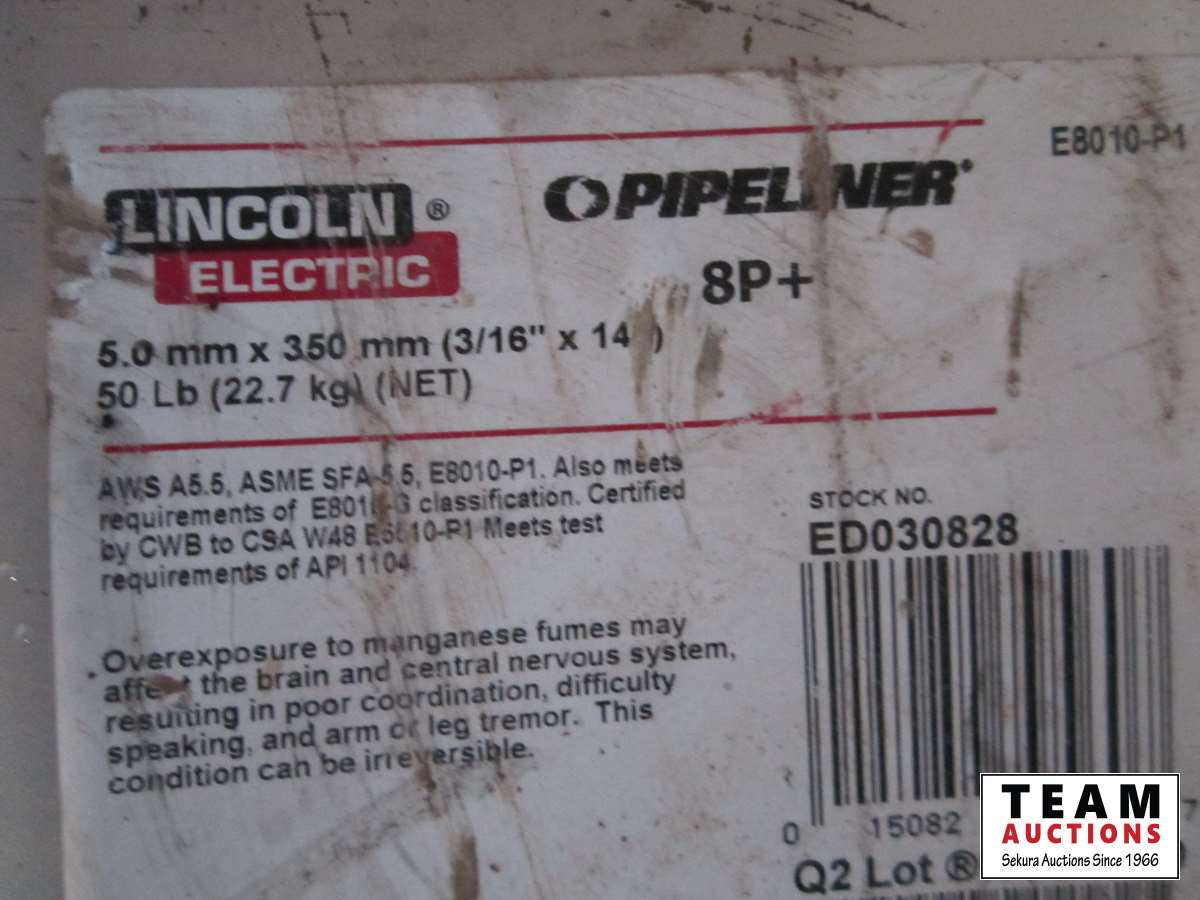 E8010-P1
LINCOLN ®
ELECTRIC
PIPELINER®
8P+
5.0 mm x 350 mm (3/16" x 14 )
50 Lb (22.7 kg) (NET)
AWS A5.5, ASME SFA-5.5, E8010-P1. Also meets
requirements of E8010-G classification. Certified
by CWB to CSA W48 Meets test
requirements of API 1104
Overexposure to manganese fumes may
affect the brain and central nervous system,
resulting in poor coordination, difficulty
speaking, and arm or leg tremor. This
condition can be irreversible.
STOCK NO.
ED030828
0 15082
Q2 Lot ®
TEAM
AUCTIONS
Sekura Auctions Since 1966